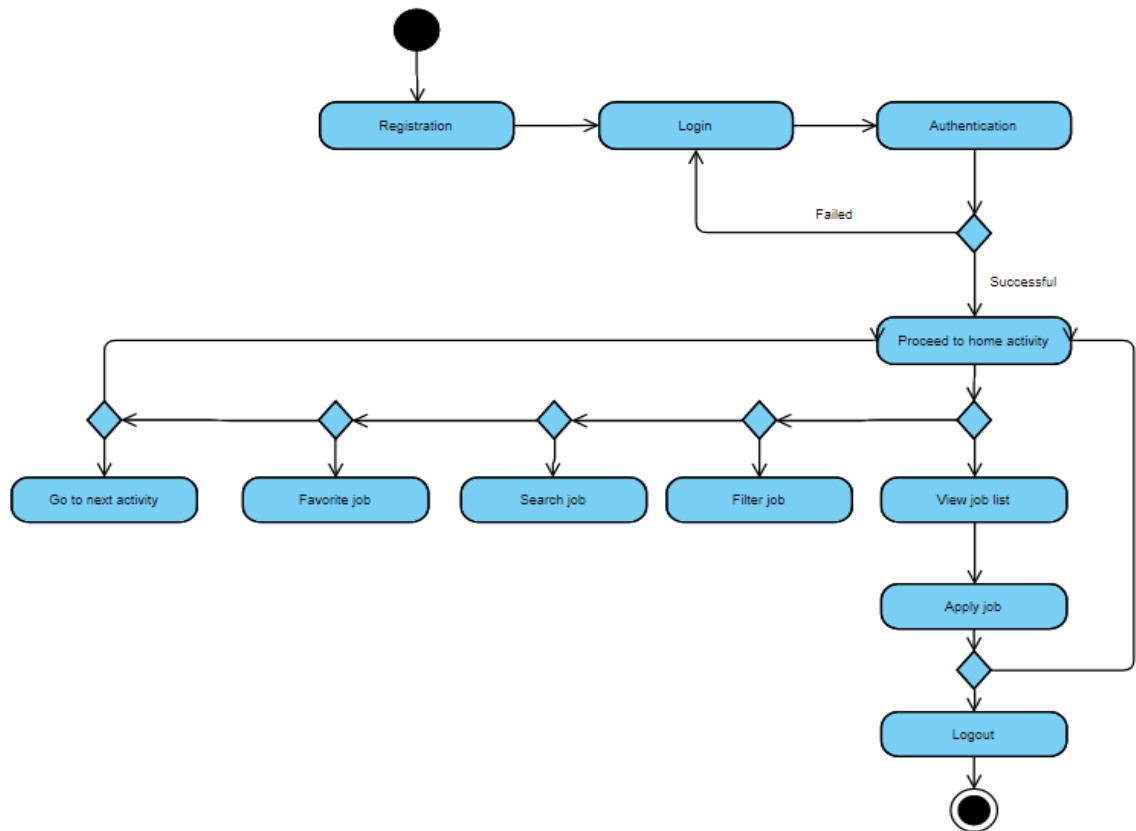 Registration
Login
Authentication
Failed
Successful
Proceed to home activity
Go to next activity
Favorite job
Search job
Filter job
View job list
Apply job
Logout